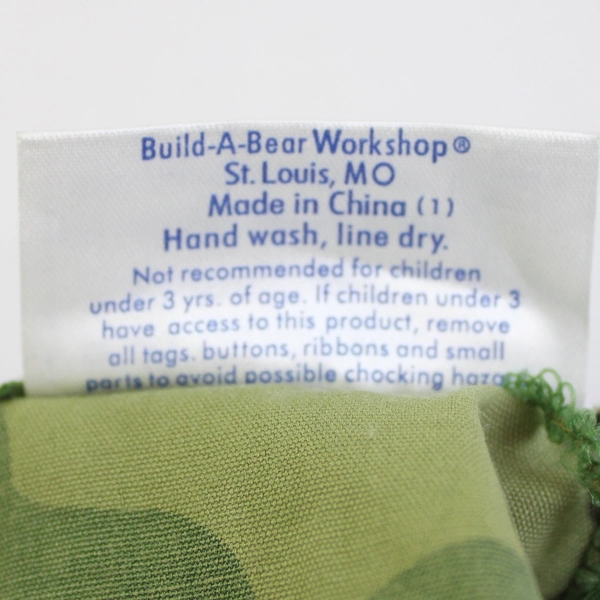 Build-A-Bear Workshop®
St. Louis, MO
Made in China (1)
Hand wash, line dry.
Not recommended for children
under 3 yrs. of age. If children under 3
have access to this product, remove
all tags. buttons, ribbons and small
parts to avoid possible chocking